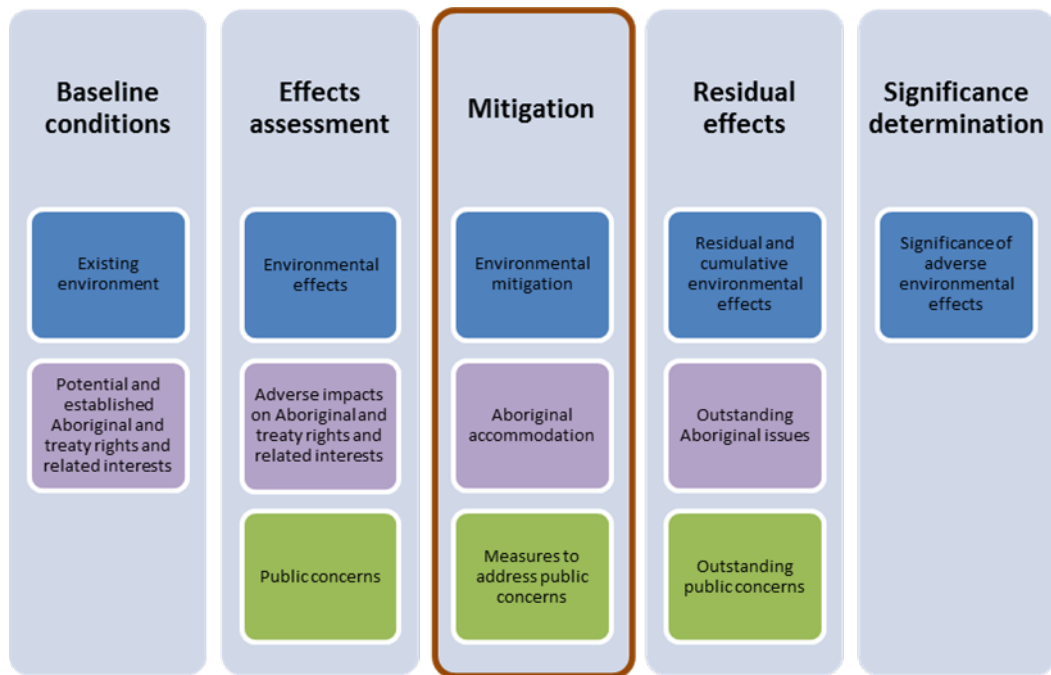 Baseline
conditions
Existing
environment
Potential and
established
Aboriginal and
treaty rights and
related interests
Effects
assessment
Environmental
effects
Adverse impacts
on Aboriginal and
treaty rights and
related interests
Public concerns
Mitigation
Environmental
mitigation
Aboriginal
accommodation
Measures to
address public
concerns
Residual
effects
Residual and
cumulative
environmental
effects
Outstanding
Aboriginal issues
Outstanding
public concerns
Significance
determination
Significance of
adverse
environmental
effects